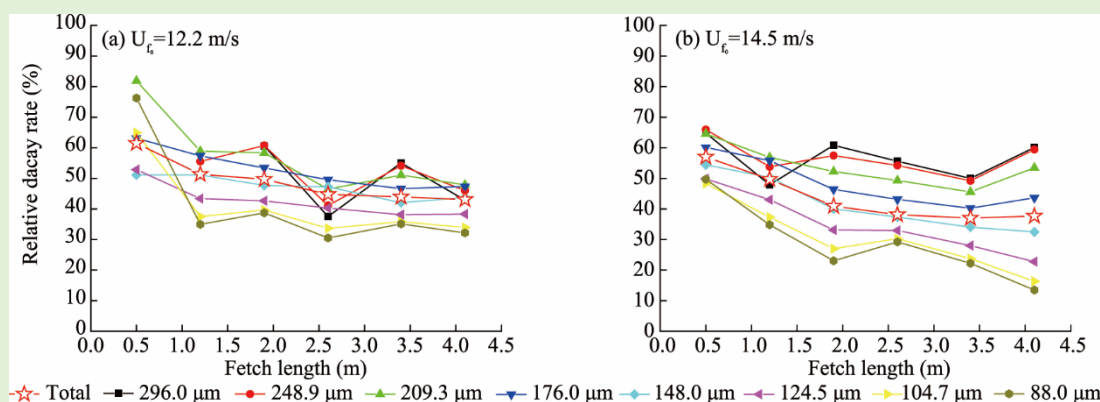 (a) U_f₀=12.2 m/s
(b) U_f₀=14.5 m/s
Relative dacay rate (%)
100
90
80
70
60
50
40
30
20
10
0
0.0 0.5 1.0 1.5 2.0 2.5 3.0 3.5 4.0 4.5
Fetch length (m)
100
90
80
70
60
50
40
30
20
10
0
0.0 0.5 1.0 1.5 2.0 2.5 3.0 3.5 4.0 4.5
Fetch length (m)
Total 296.0 μm 248.9 μm 209.3 μm 176.0 μm 148.0 μm 124.5 μm 104.7 μm 88.0 μm